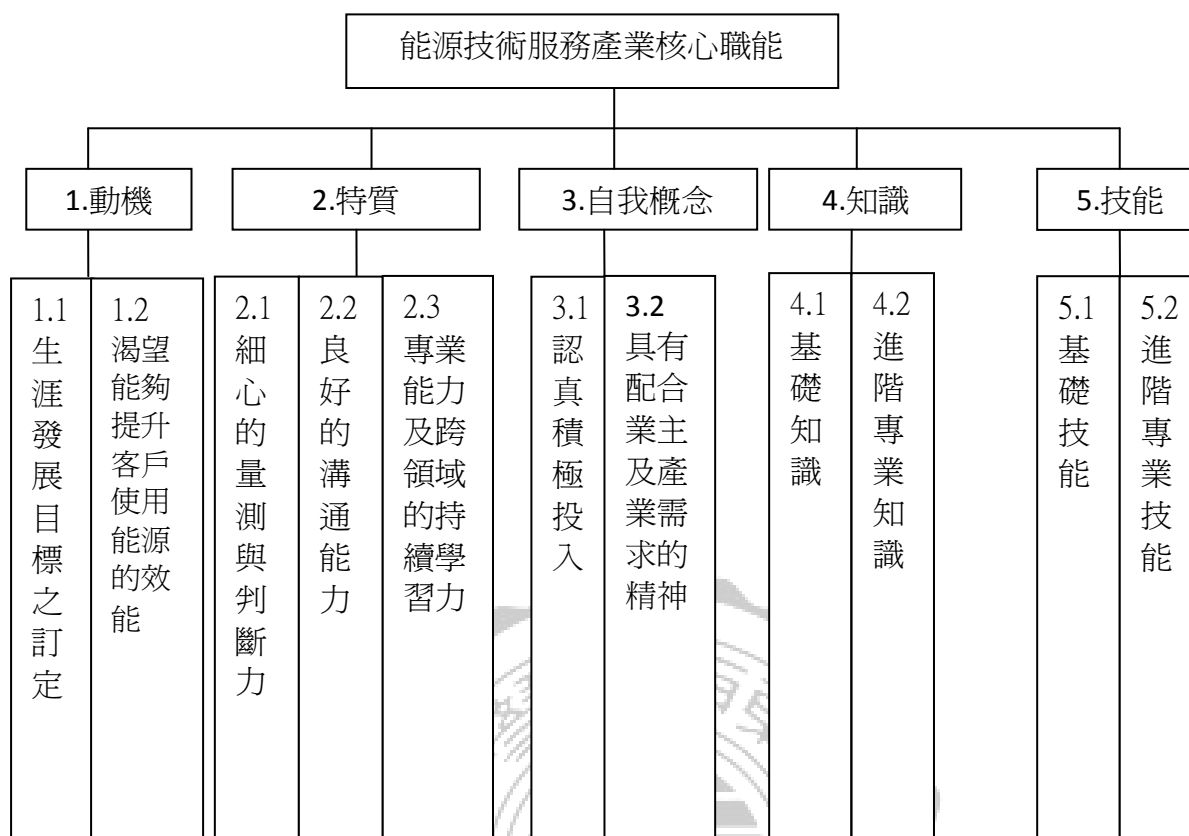 能源技術服務產業核心職能
1.動機
2.特質
3.自我概念
4.知識
5.技能
1.1
生涯發展目標之訂定
1.2
渴望
能夠
提升
客戶
使用
能源
的效
能
2.1
細心的量測與判斷力
2.2
良好的溝通能力
2.3
專業
能力
及跨
領域
的持
續學
習力
3.1
認真積極投入
3.2
具有
配合
業主
及產
業需
求的
精神
4.1
基礎知識
4.2
進階專業知識
5.1
基礎技能
5.2
進階專業技能